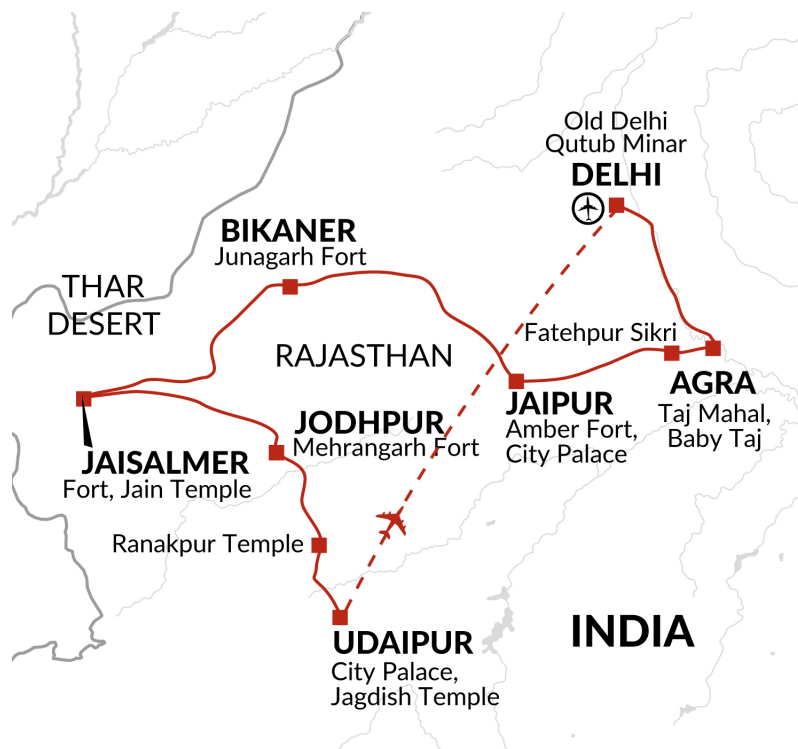 Old Delhi
Qutub Minar
DELHI
BIKANER
Junagarh Fort
THAR
DESERT
Fatehpur Sikri
RAJASTHAN
AGRA
Taj Mahal,
Baby Taj
JAIPUR
Amber Fort,
City Palace
JODHPUR
Mehrangarh Fort
JAISALMER
Fort, Jain Temple
Ranakpur Temple
INDIA
UDAIPUR
City Palace,
Jagdish Temple